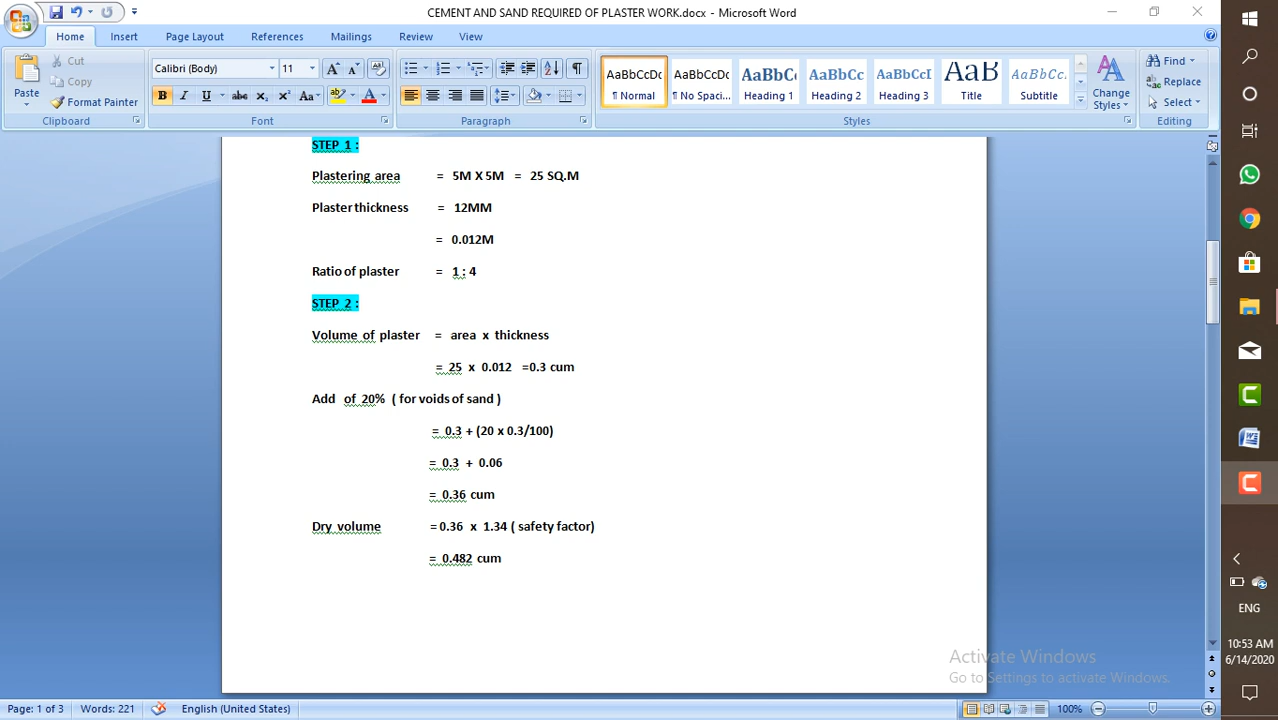 CEMENT AND SAND REQUIRED OF PLASTER WORK.docx - Microsoft Word
Home Insert Page Layout References Mailings Review View
Paste
Cut
Copy
Format Painter
Clipboard
Calibri (Body) 11
B I U abc X₂ X² Aa
Font
Paragraph
AaBbCcDc AaBbCcDc AaBbC AaBbCc AaBbCcI AaB AaBbCc.
¶ Normal ¶ No Spaci... Heading 1 Heading 2 Heading 3 Title Subtitle
Change Styles
Styles
Find
Replace
Select
Editing
STEP 1 :
Plastering area = 5M X 5M = 25 SQ.M
Plaster thickness = 12MM
= 0.012M
Ratio of plaster = 1 : 4
STEP 2 :
Volume of plaster = area x thickness
= 25 x 0.012 =0.3 cum
Add of 20% ( for voids of sand )
= 0.3 + (20 x 0.3/100)
= 0.3 + 0.06
= 0.36 cum
Dry volume = 0.36 x 1.34 ( safety factor)
= 0.482 cum
Activate Windows
Go to Settings to activate Windows.
ENG
10:53 AM
6/14/2020
Page: 1 of 3 Words: 221 English (United States) 100%